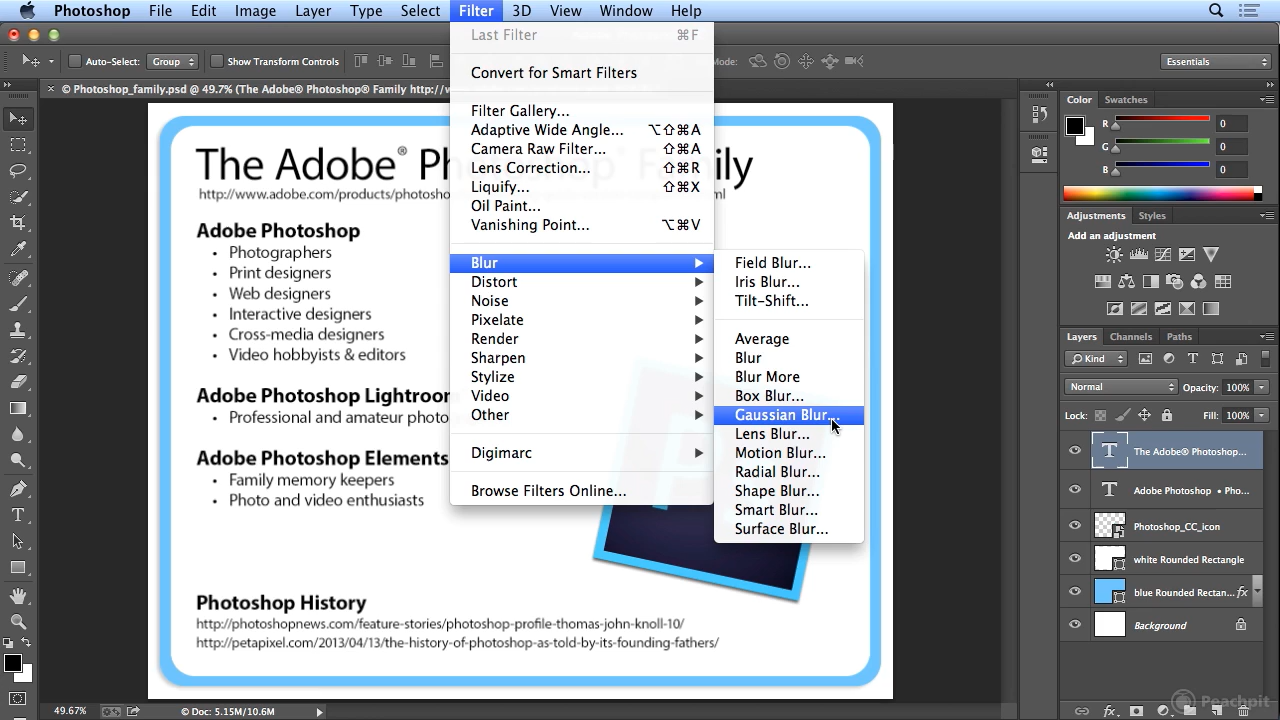 Photoshop File Edit Image Layer Type Select Filter 3D View Window Help
Auto-Select: Group Show Transform Controls Mode: Essentials
× © Photoshop_family.psd @ 49.7% (The Adobe® Photoshop® Family http://w
Last Filter ⌘F
Convert for Smart Filters
Filter Gallery...
Adaptive Wide Angle... ⌥⇧⌘A
Camera Raw Filter... ⇧⌘A
Lens Correction... ⇧⌘R
Liquify... ⇧⌘X
Oil Paint...
Vanishing Point... ⌥⌘V
Blur
Distort
Noise
Pixelate
Render
Sharpen
Stylize
Video
Other
Digimarc
Browse Filters Online...
Field Blur...
Iris Blur...
Tilt-Shift...
Average
Blur
Blur More
Box Blur...
Gaussian Blur...
Lens Blur...
Motion Blur...
Radial Blur...
Shape Blur...
Smart Blur...
Surface Blur...
The Adobe® Photoshop® Family
http://www.adobe.com/products/photosho ml
Adobe Photoshop
• Photographers
• Print designers
• Web designers
• Interactive designers
• Cross-media designers
• Video hobbyists & editors
Adobe Photoshop Lightroom
• Professional and amateur photo
Adobe Photoshop Elements
• Family memory keepers
• Photo and video enthusiasts
Photoshop History
http://photoshopnews.com/feature-stories/photoshop-profile-thomas-john-knoll-10/
http://petapixel.com/2013/04/13/the-history-of-photoshop-as-told-by-its-founding-fathers/
Color Swatches
R 0
G 0
B 0
Adjustments Styles
Add an adjustment
Layers Channels Paths
Kind
Normal Opacity: 100%
Lock: Fill: 100%
T The Adobe® Photoshop...
T Adobe Photoshop • Pho...
Photoshop_CC_icon
white Rounded Rectangle
blue Rounded Rectan... fx
Background
49.67% © Doc: 5.15M/10.6M
Peachpit